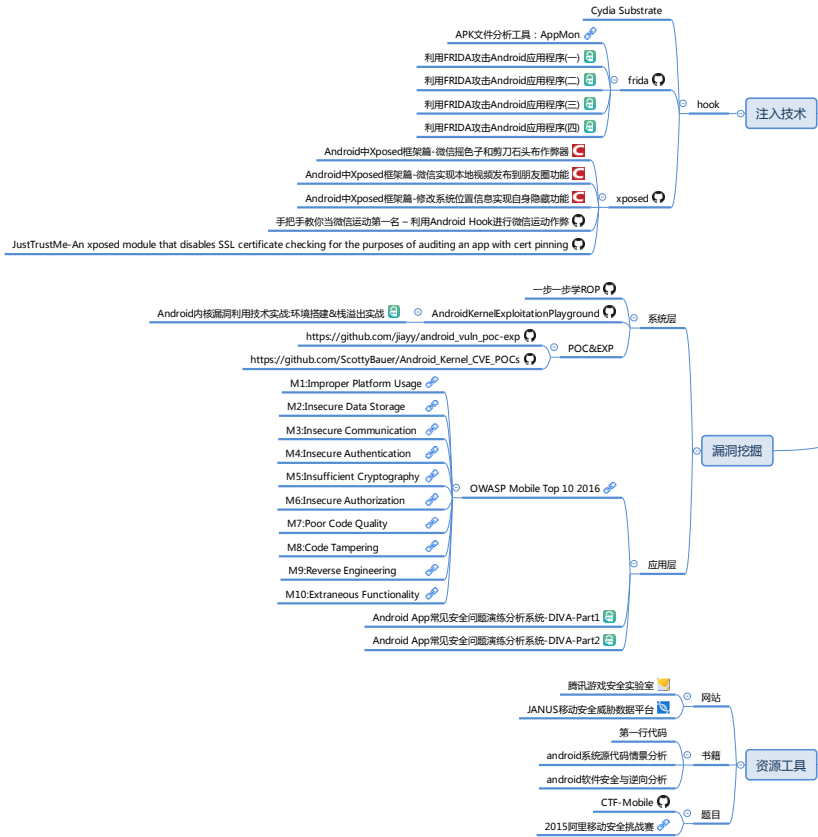 Cydia Substrate
APK文件分析工具：AppMon
利用FRIDA攻击Android应用程序(一)
利用FRIDA攻击Android应用程序(二)
frida
利用FRIDA攻击Android应用程序(三)
hook
注入技术
利用FRIDA攻击Android应用程序(四)
Android中Xposed框架篇-微信摇色子和剪刀石头布作弊器
Android中Xposed框架篇-微信实现本地视频发布到朋友圈功能
Android中Xposed框架篇-修改系统位置信息实现自身隐藏功能
xposed
手把手教你当微信运动第一名 – 利用Android Hook进行微信运动作弊
JustTrustMe-An xposed module that disables SSL certificate checking for the purposes of auditing an app with cert pinning
一步一步学ROP
Android内核漏洞利用技术实战:环境搭建&栈溢出实战
AndroidKernelExploitationPlayground
系统层
https://github.com/jiayy/android_vuln_poc-exp
POC&EXP
https://github.com/ScottyBauer/Android_Kernel_CVE_POCs
M1:Improper Platform Usage
M2:Insecure Data Storage
M3:Insecure Communication
M4:Insecure Authentication
漏洞挖掘
M5:Insufficient Cryptography
OWASP Mobile Top 10 2016
M6:Insecure Authorization
M7:Poor Code Quality
M8:Code Tampering
M9:Reverse Engineering
应用层
M10:Extraneous Functionality
Android App常见安全问题演练分析系统-DIVA-Part1
Android App常见安全问题演练分析系统-DIVA-Part2
腾讯游戏安全实验室
网站
JANUS移动安全威胁数据平台
第一行代码
android系统源代码情景分析
书籍
资源工具
android软件安全与逆向分析
CTF-Mobile
题目
2015阿里移动安全挑战赛